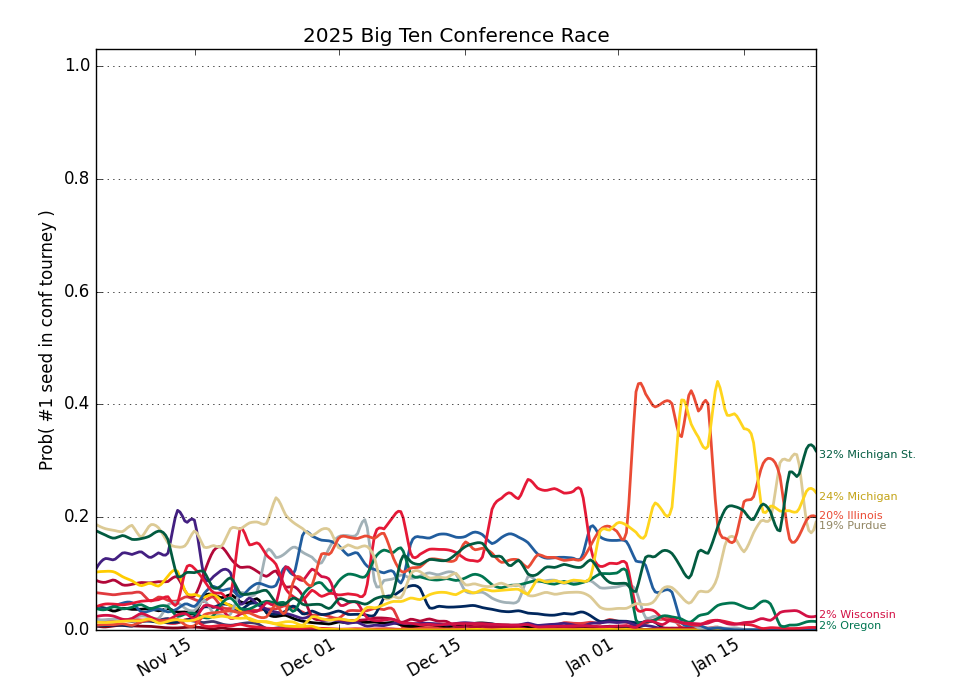 2025 Big Ten Conference Race
Prob( #1 seed in conf tourney )
1.0
0.8
0.6
0.4
0.2
0.0
Nov 15
Dec 01
Dec 15
Jan 01
Jan 15
32% Michigan St.
24% Michigan
20% Illinois
19% Purdue
2% Wisconsin
2% Oregon